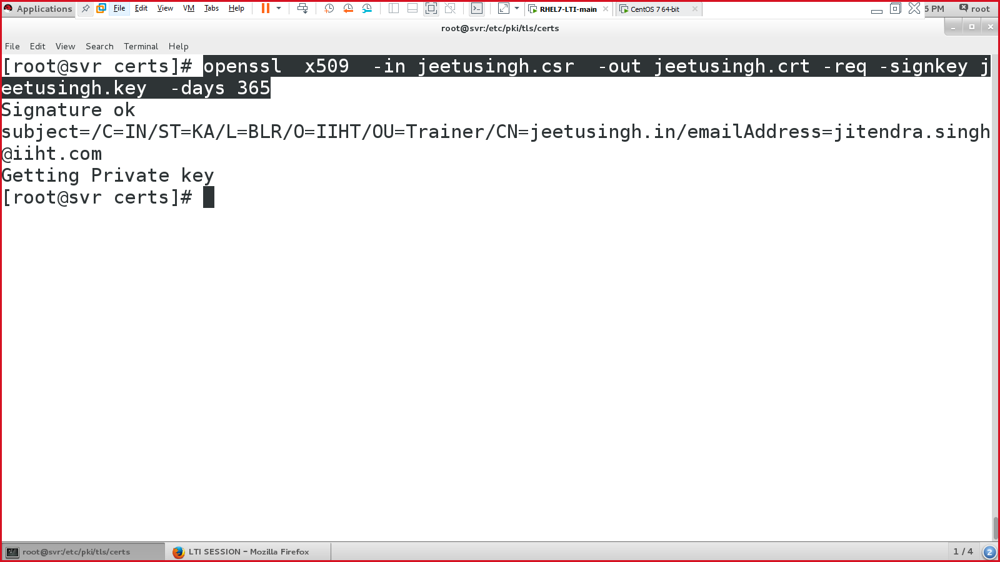 Applications File Edit View VM Tabs Help RHEL7-LTI-main CentOS 7 64-bit 5 PM root
root@svr:/etc/pki/tls/certs
File Edit View Search Terminal Help
[root@svr certs]# openssl  x509  -in jeetusingh.csr  -out jeetusingh.crt -req -signkey j
eetusingh.key  -days 365
Signature ok
subject=/C=IN/ST=KA/L=BLR/O=IIHT/OU=Trainer/CN=jeetusingh.in/emailAddress=jitendra.singh
@iiht.com
Getting Private key
[root@svr certs]#
root@svr:/etc/pki/tls/certs LTI SESSION - Mozilla Firefox 1 / 4 2